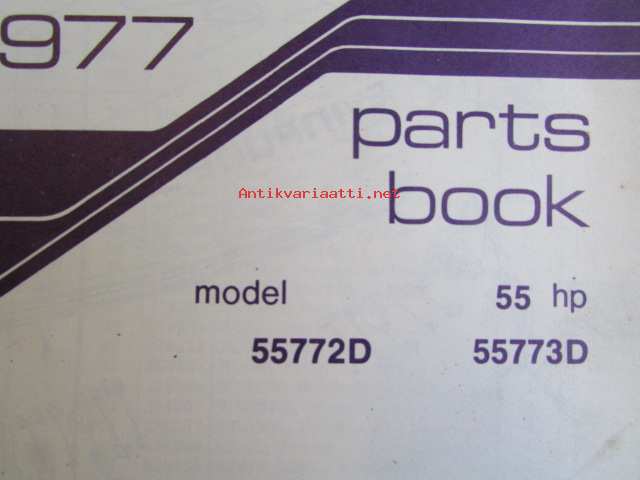 977
parts
Antikvariaatti.net
book
model 55 hp
55772D 55773D